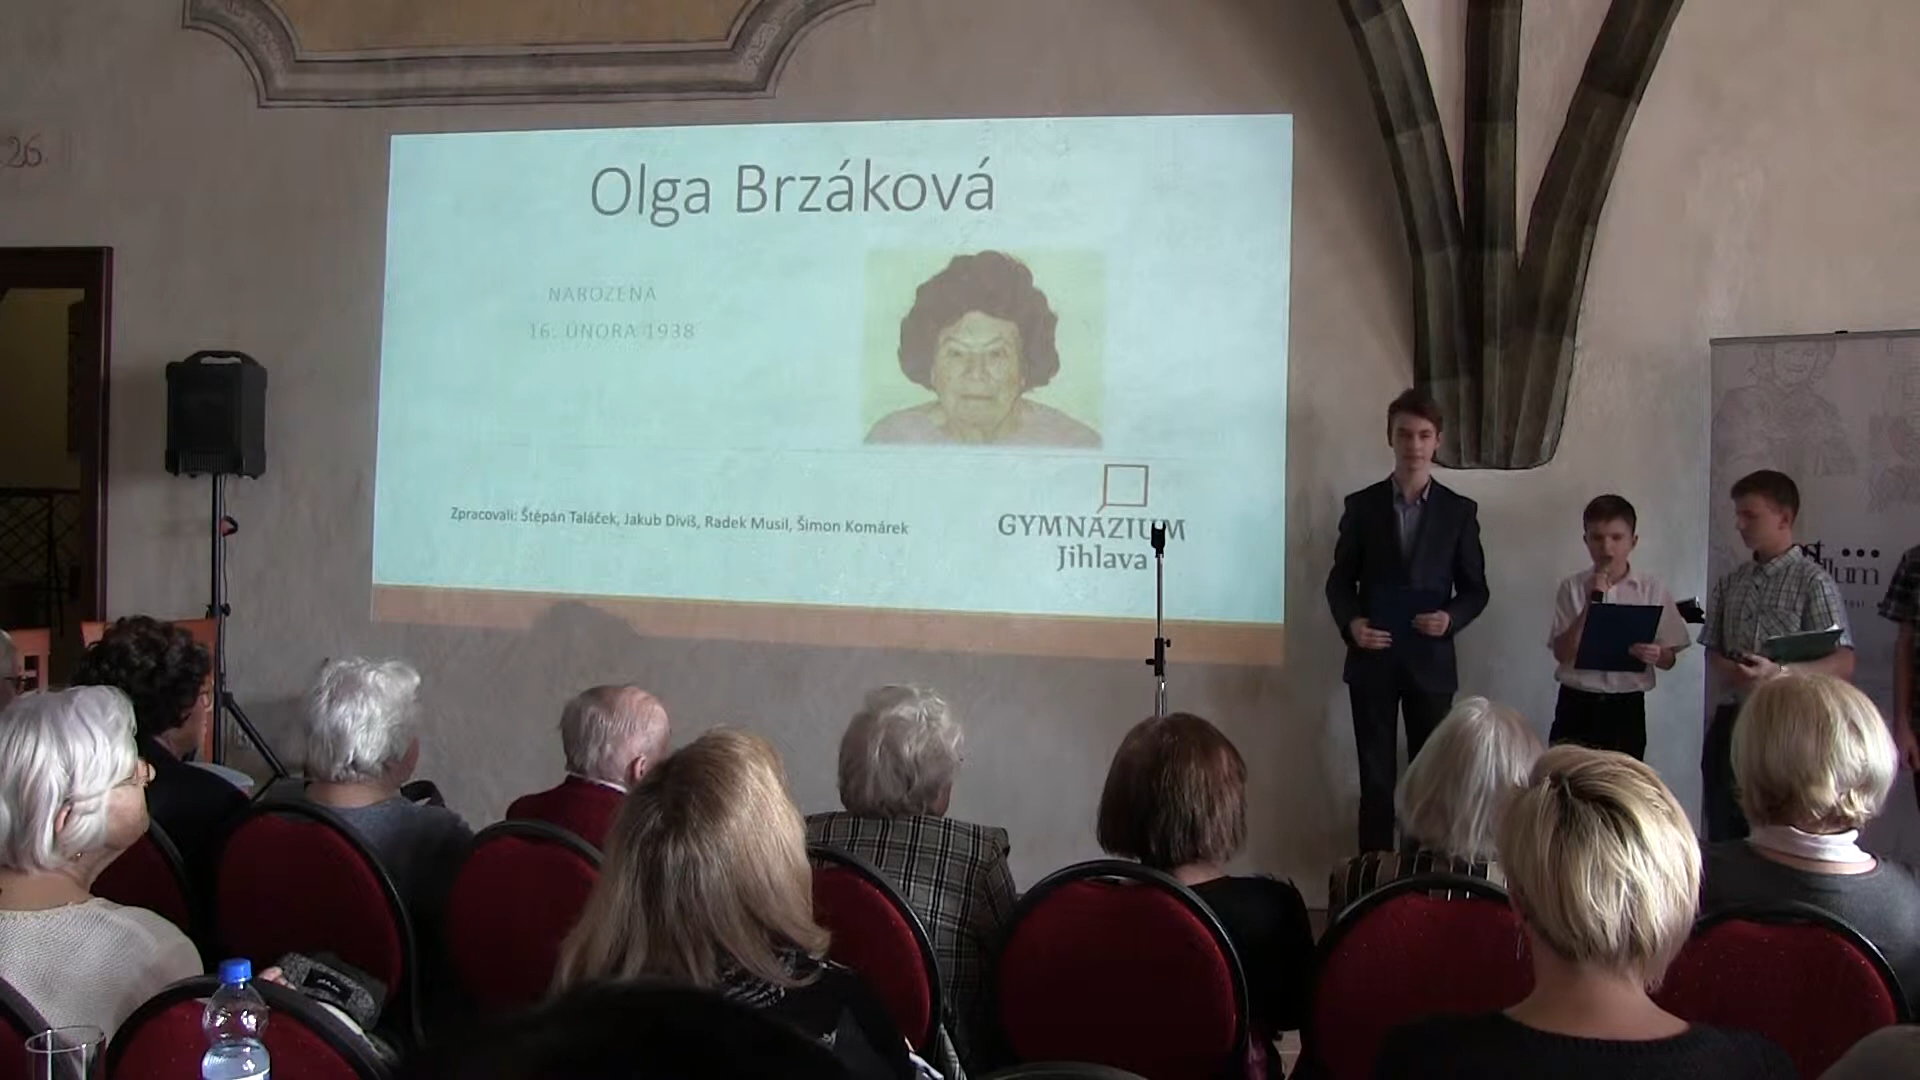 26.
Olga Brzáková
NAROZENA
16. ÚNORA 1938
Zpracovali: Štěpán Taláček, Jakub Diviš, Radek Musil, Šimon Komárek
GYMNÁZIUM
Jihlava